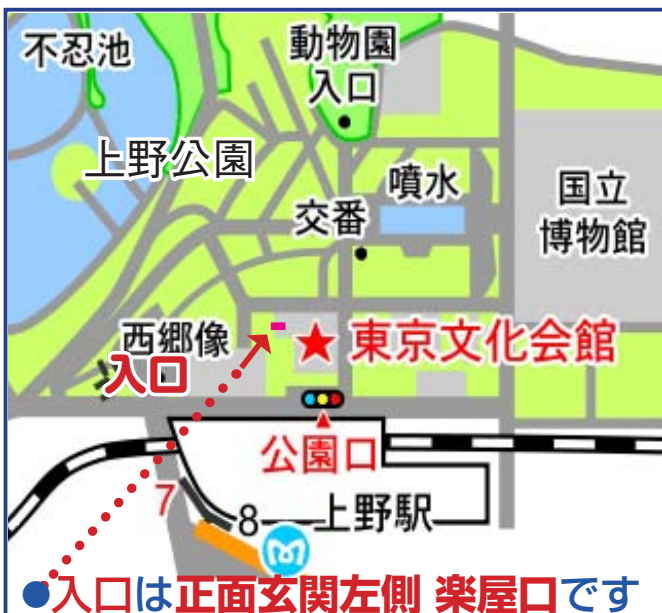 不忍池
動物園
入口
上野公園
噴水
国立
博物館
交番
西郷像
入口
東京文化会館
公園口
7
8
上野駅
●入口は正面玄関左側 楽屋口です